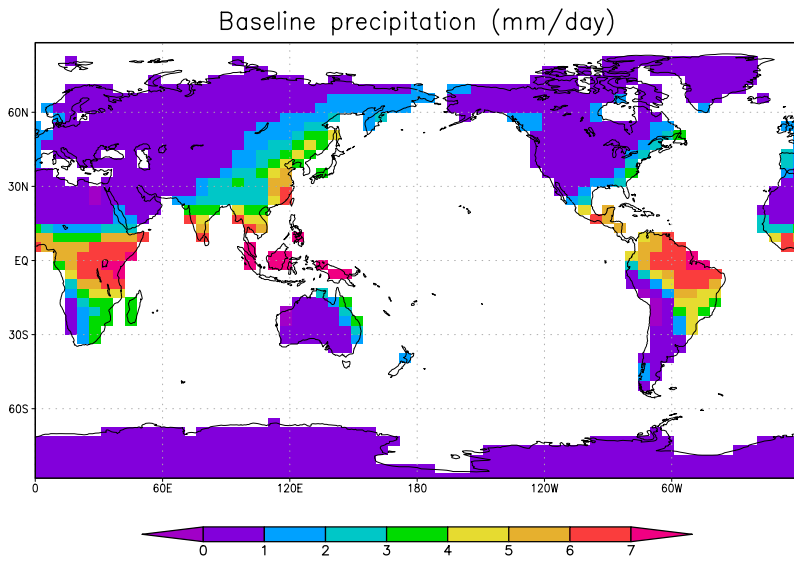 Baseline precipitation (mm/day)
60N
30N
EQ
30S
60S
0 60E 120E 180 120W 60W
0 1 2 3 4 5 6 7